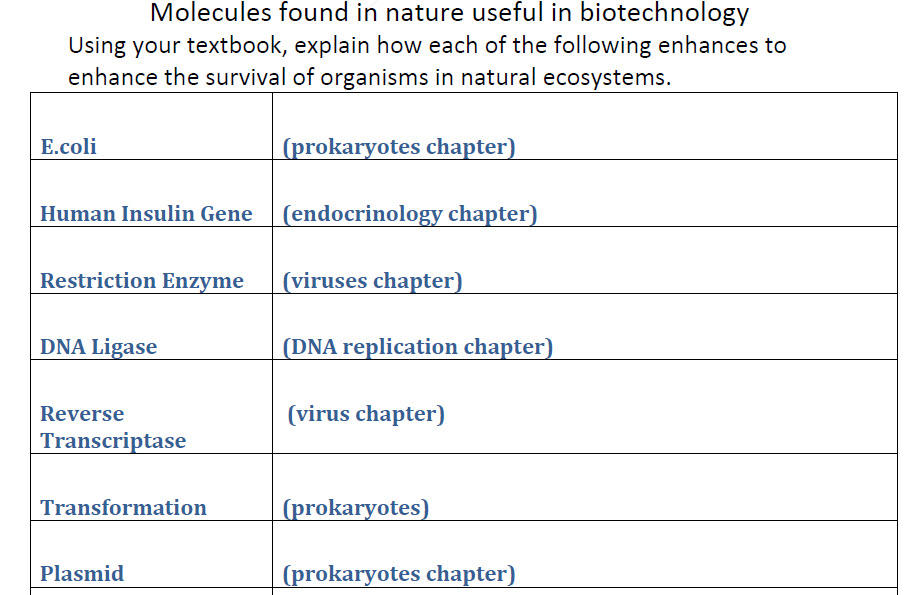 Molecules found in nature useful in biotechnology
Using your textbook, explain how each of the following enhances to
enhance the survival of organisms in natural ecosystems.
E.coli (prokaryotes chapter)
Human Insulin Gene (endocrinology chapter)
Restriction Enzyme (viruses chapter)
DNA Ligase (DNA replication chapter)
Reverse (virus chapter)
Transcriptase
Transformation (prokaryotes)
Plasmid (prokaryotes chapter)